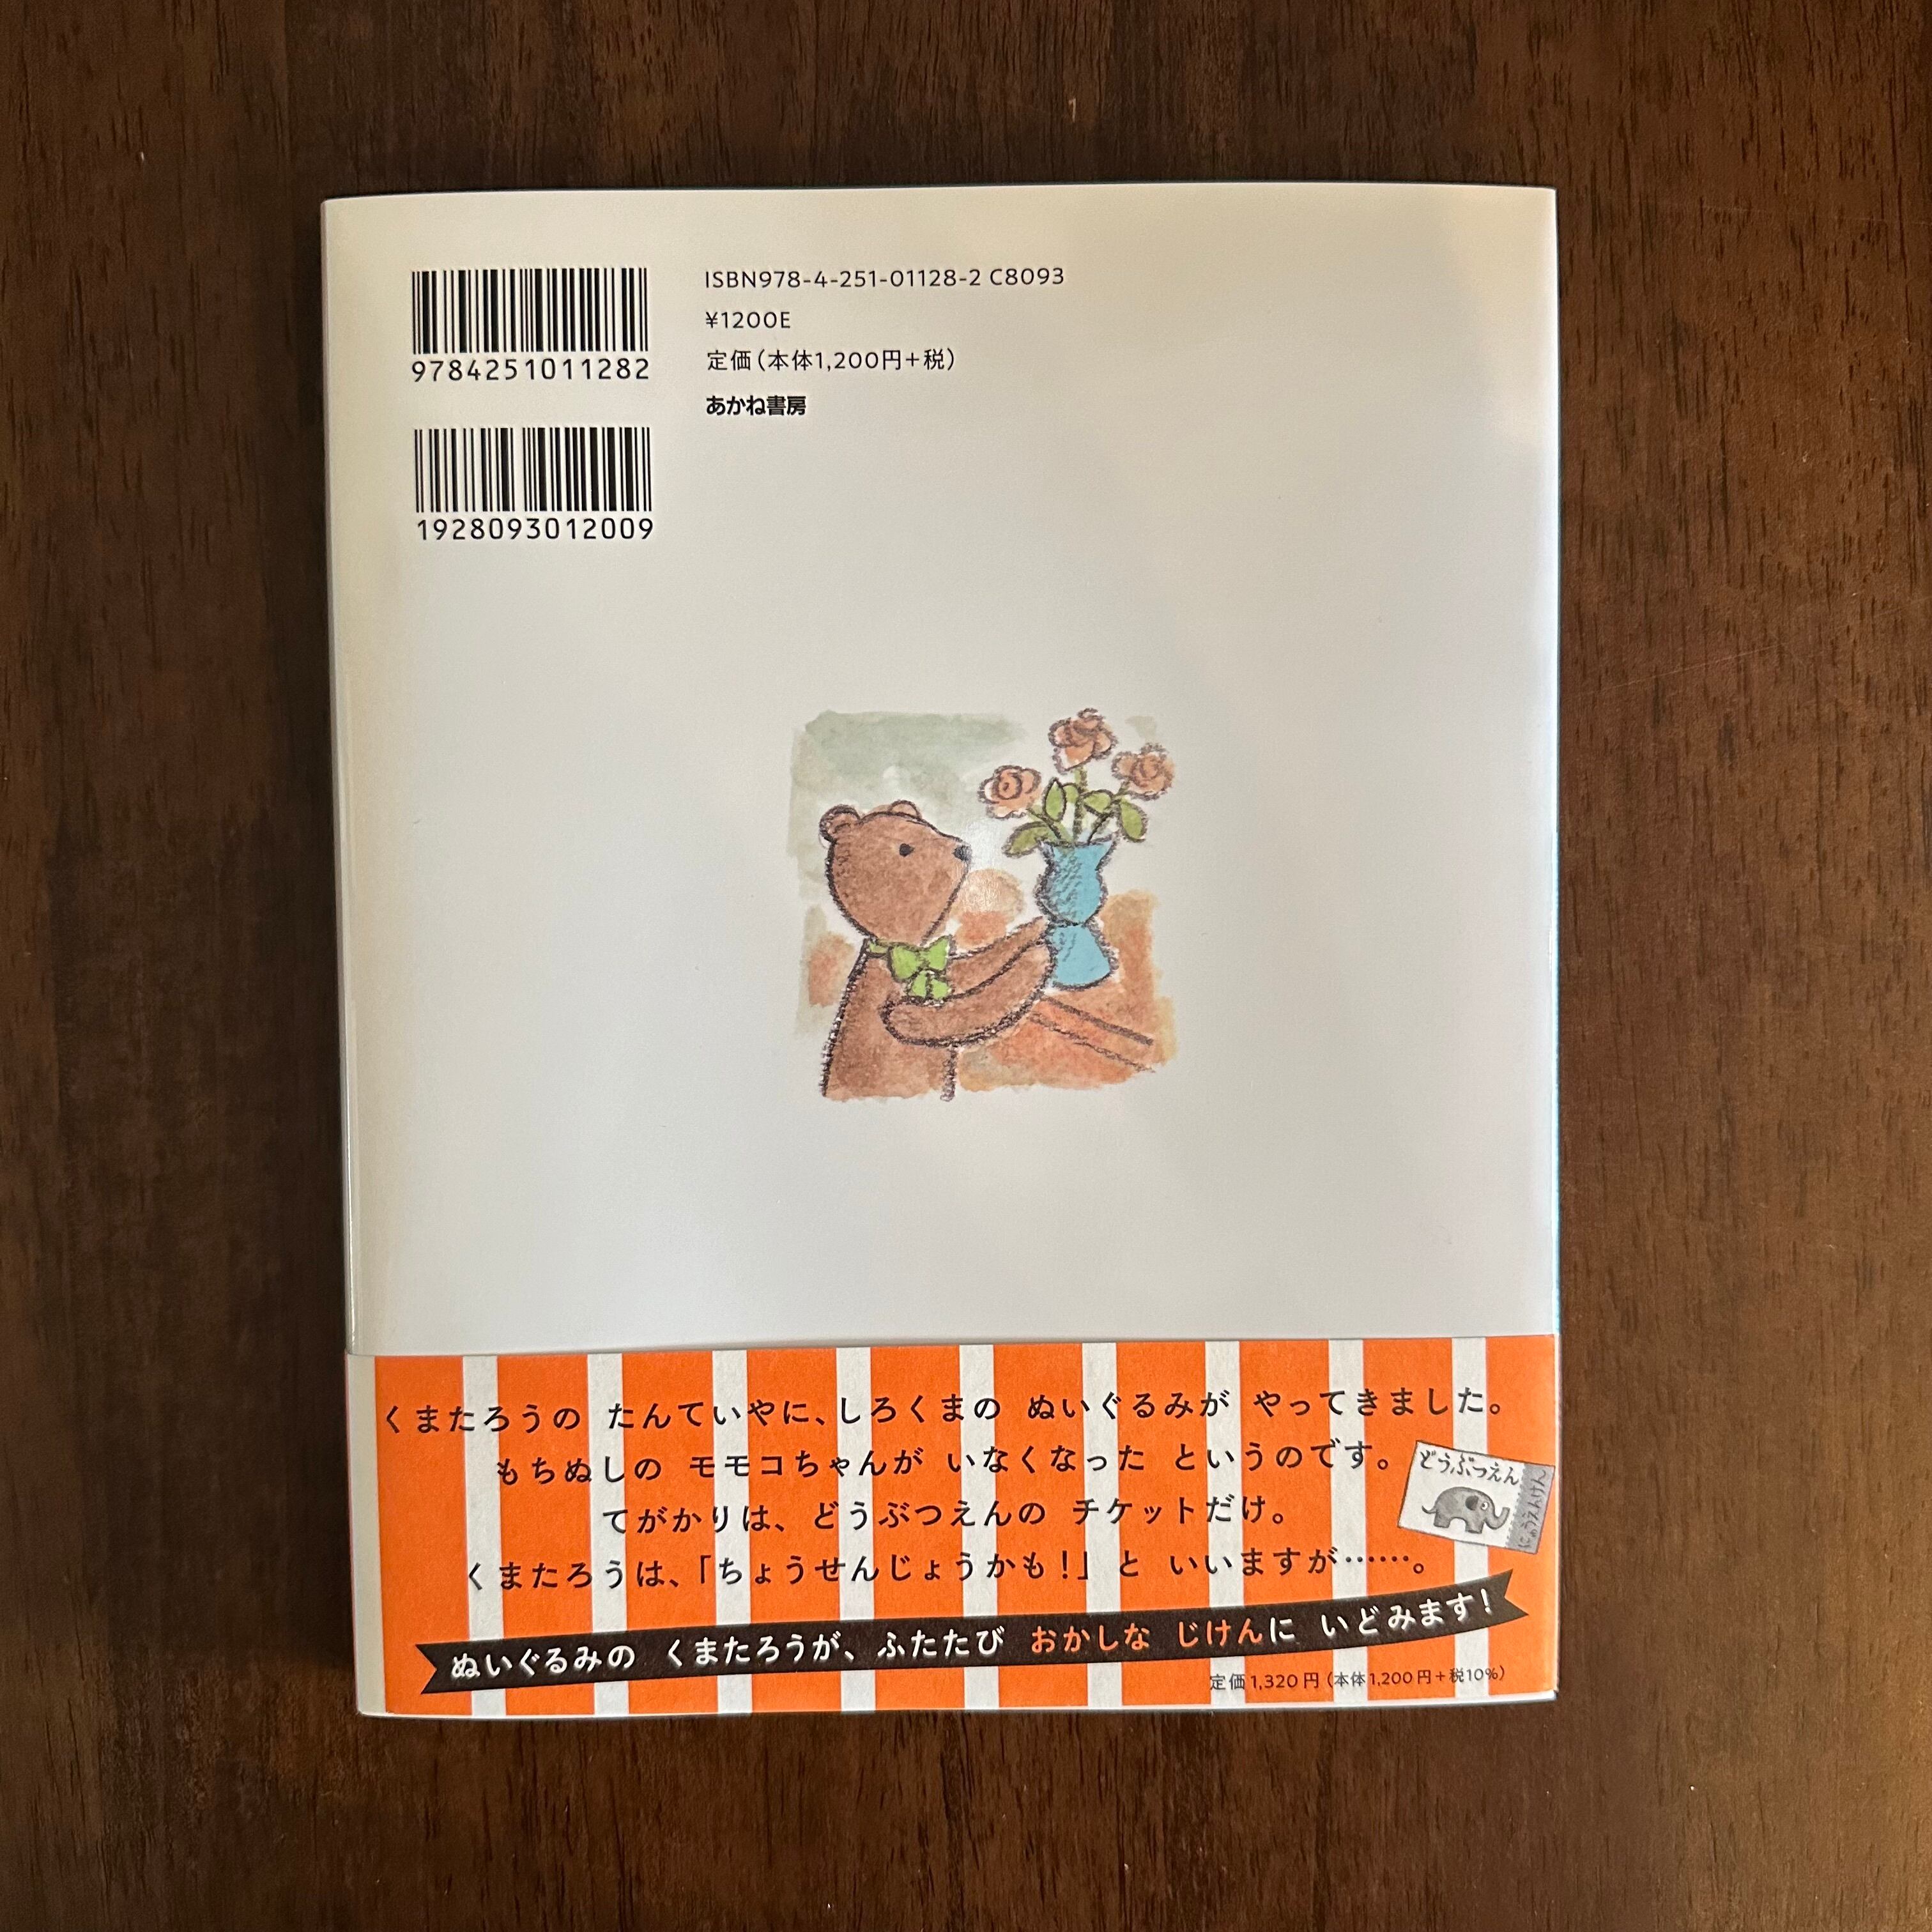 ISBN978-4-251-01128-2 C8093
¥1200E
定価(本体1,200円+税)
あかね書房
9784251011282
1928093012009
くまたろうの たんていやに、しろくまの ぬいぐるみが やってきました。
もちぬしの モモコちゃんが いなくなった というのです。
てがかりは、どうぶつえんの チケットだけ。
くまたろうは、「ちょうせんじょうかも!」と いいますが……。
どうぶつえん
にゅうえんけん
ぬいぐるみの くまたろうが、ふたたび おかしな じけんに いどみます!
定価1,320円(本体1,200円+税10%)